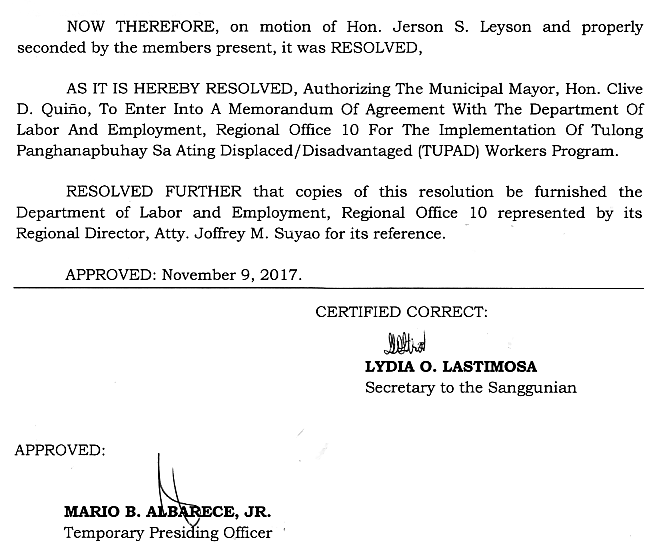 NOW THEREFORE, on motion of Hon. Jerson S. Leyson and properly
seconded by the members present, it was RESOLVED,
AS IT IS HEREBY RESOLVED, Authorizing The Municipal Mayor, Hon. Clive
D. Quiño, To Enter Into A Memorandum Of Agreement With The Department Of
Labor And Employment, Regional Office 10 For The Implementation Of Tulong
Panghanapbuhay Sa Ating Displaced/Disadvantaged (TUPAD) Workers Program.
RESOLVED FURTHER that copies of this resolution be furnished the
Department of Labor and Employment, Regional Office 10 represented by its
Regional Director, Atty. Joffrey M. Suyao for its reference.
APPROVED: November 9, 2017.
CERTIFIED CORRECT:
LYDIA O. LASTIMOSA
Secretary to the Sanggunian
APPROVED:
MARIO B. ALBARECE, JR.
Temporary Presiding Officer